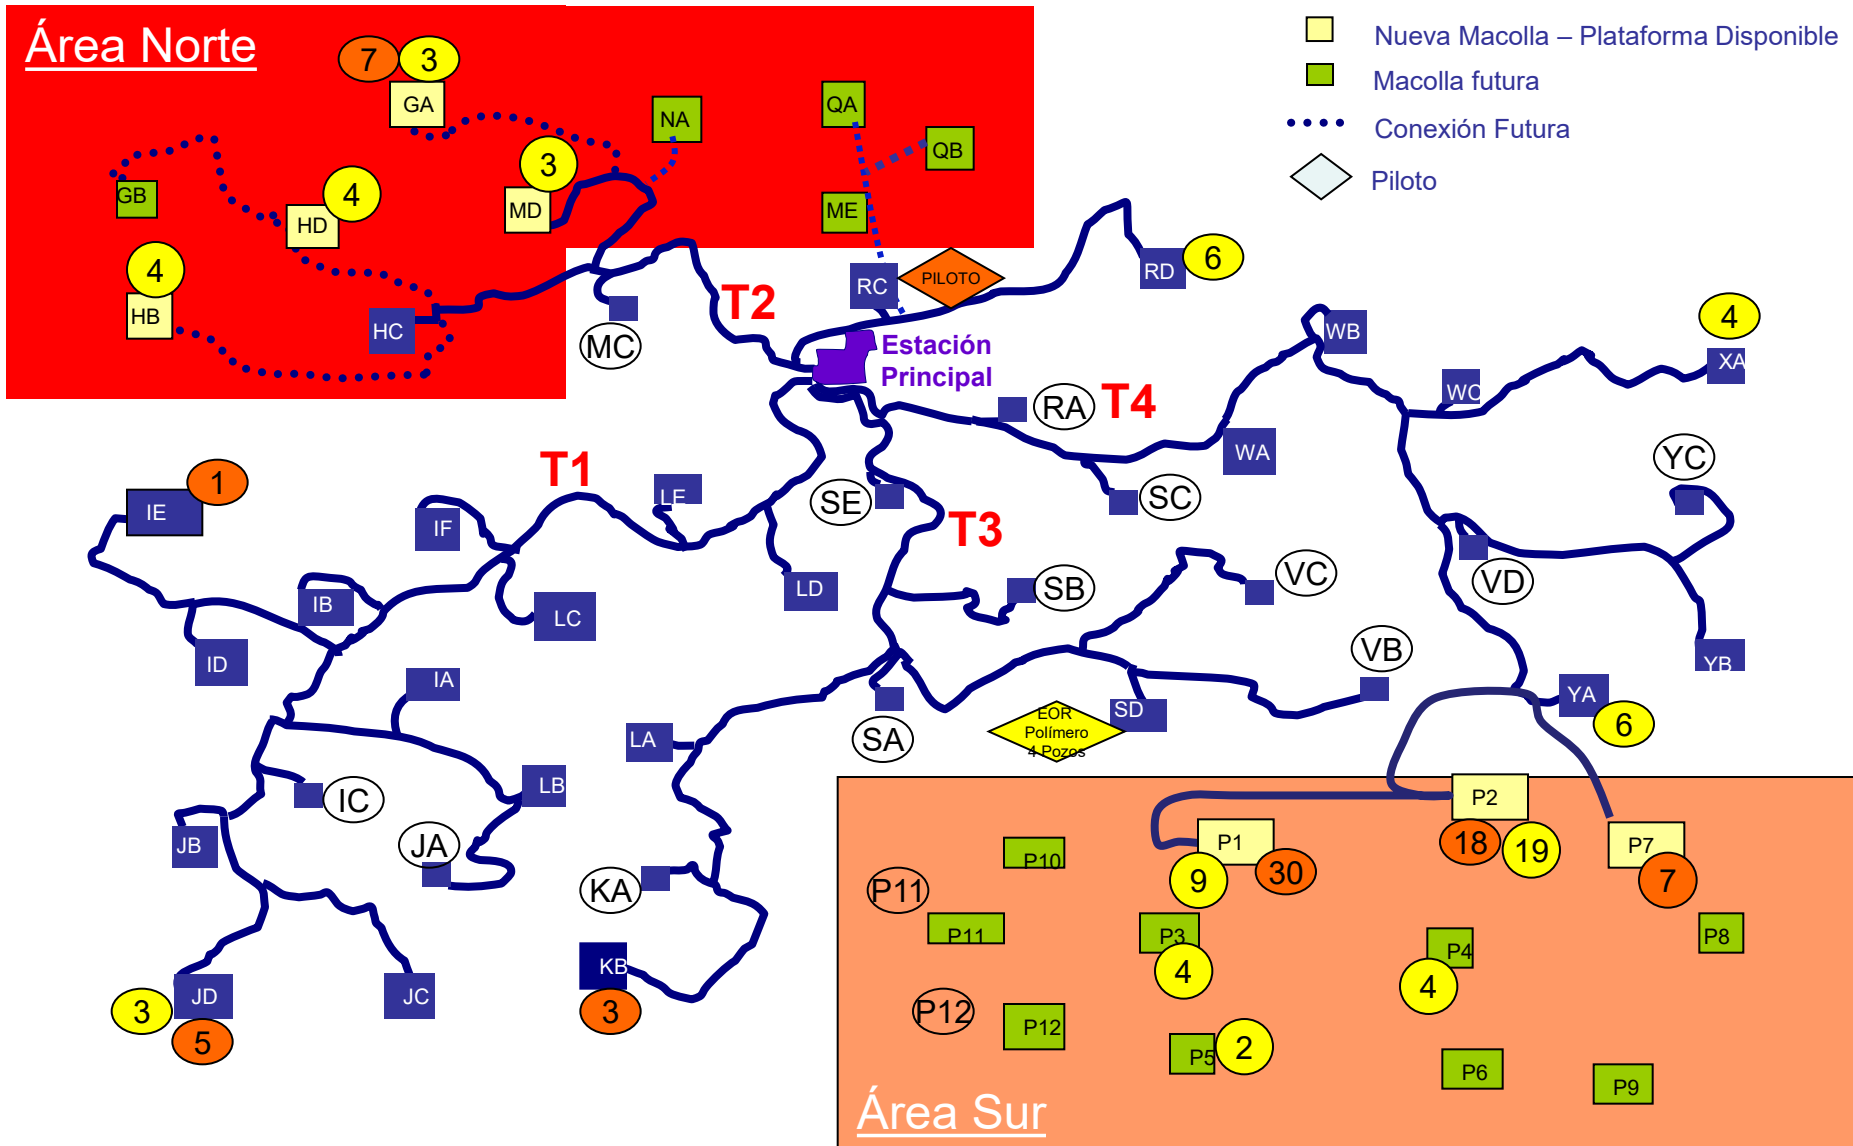 Área Norte
Nueva Macolla – Plataforma Disponible
Macolla futura
Conexión Futura
Piloto
7
3
GA
NA
QA
QB
3
GB
HD
4
MD
ME
4
HB
HC
MC
T2
RC
PILOTO
RD
6
Estación
Principal
WB
4
XA
WC
RA
T4
WA
YC
T1
LE
SE
SC
1
IE
IF
T3
LD
SB
VC
VD
IB
LC
ID
IA
VB
YB
YA
6
LA
SA
SD
EOR
Polímero
4 Pozos
IC
LB
JB
JA
KA
P2
18
19
P1
9
30
P7
7
P10
P11
P11
P3
4
P4
4
P8
KB
3
JD
3
5
JC
P12
P12
P5
2
P6
P9
Área Sur